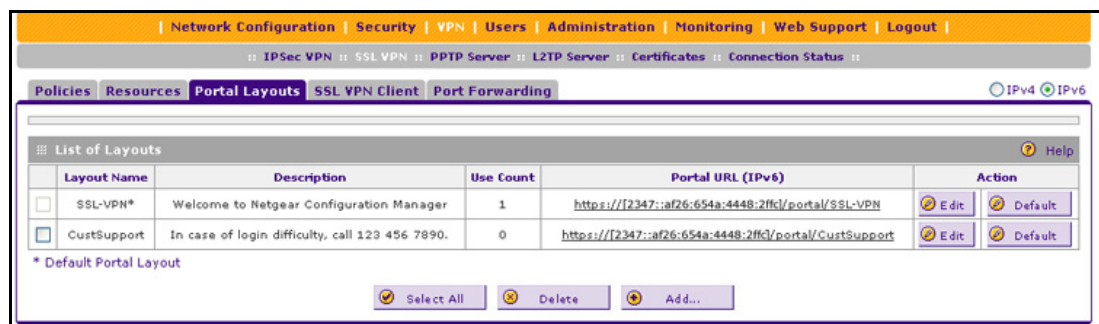 | Network Configuration | Security | VPN | Users | Administration | Monitoring | Web Support | Logout |
:: IPSec VPN :: SSL VPN :: PPTP Server :: L2TP Server :: Certificates :: Connection Status ::
Policies Resources Portal Layouts SSL VPN Client Port Forwarding IPv4 IPv6
List of Layouts Help
Layout Name Description Use Count Portal URL (IPv6) Action
SSL-VPN* Welcome to Netgear Configuration Manager 1 https://[2347::af26:654a:4448:2ffc]/portal/SSL-VPN Edit Default
CustSupport In case of login difficulty, call 123 456 7890. 0 https://[2347::af26:654a:4448:2ffc]/portal/CustSupport Edit Default
* Default Portal Layout
Select All Delete Add...